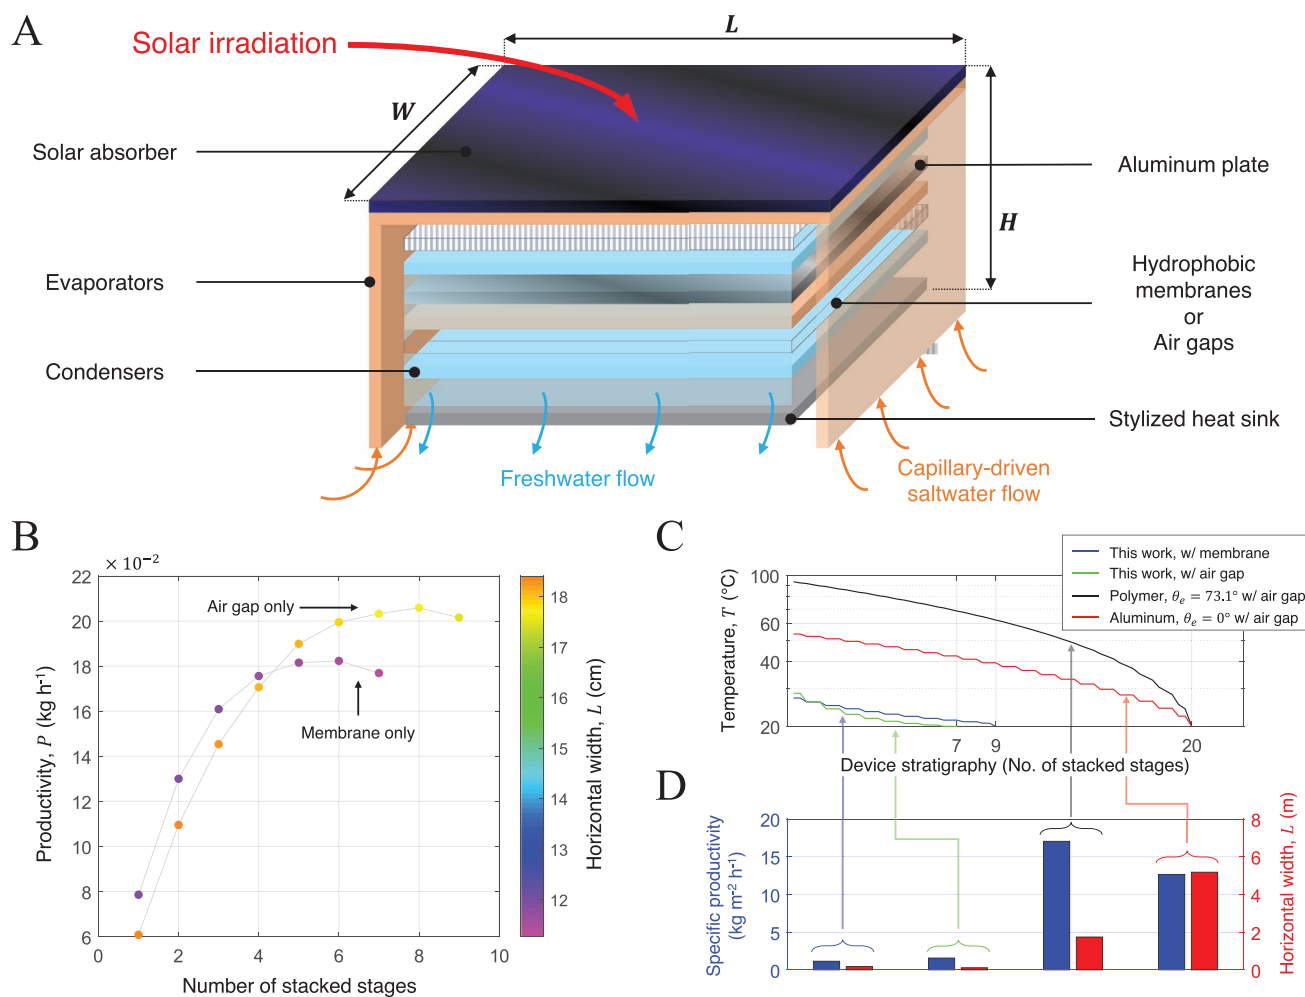 A
Solar irradiation
L
W
Solar absorber
Aluminum plate
H
Evaporators
Hydrophobic
membranes
or
Air gaps
Condensers
Stylized heat sink
Freshwater flow
Capillary-driven
saltwater flow
B
× 10⁻²
Productivity, P (kg h⁻¹)
22
20
18
16
14
12
10
8
6
0
2
4
6
8
10
Number of stacked stages
Air gap only
Membrane only
18
17
16
15
14
13
12
Horizontal width, L (cm)
C
This work, w/ membrane
This work, w/ air gap
Polymer, θₑ = 73.1° w/ air gap
Aluminum, θₑ = 0° w/ air gap
Temperature, T (°C)
100
60
40
20
7
9
20
Device stratigraphy (No. of stacked stages)
D
Specific productivity
(kg m⁻² h⁻¹)
20
15
10
5
0
8
6
4
2
0
Horizontal width, L (m)